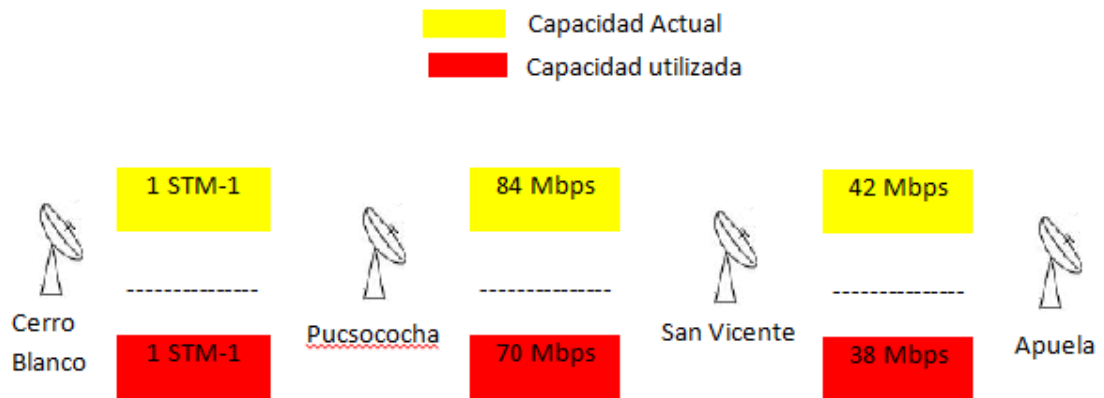 Capacidad Actual
Capacidad utilizada
1 STM-1
84 Mbps
42 Mbps
Cerro
Blanco
Pucsococha
San Vicente
Apuela
1 STM-1
70 Mbps
38 Mbps